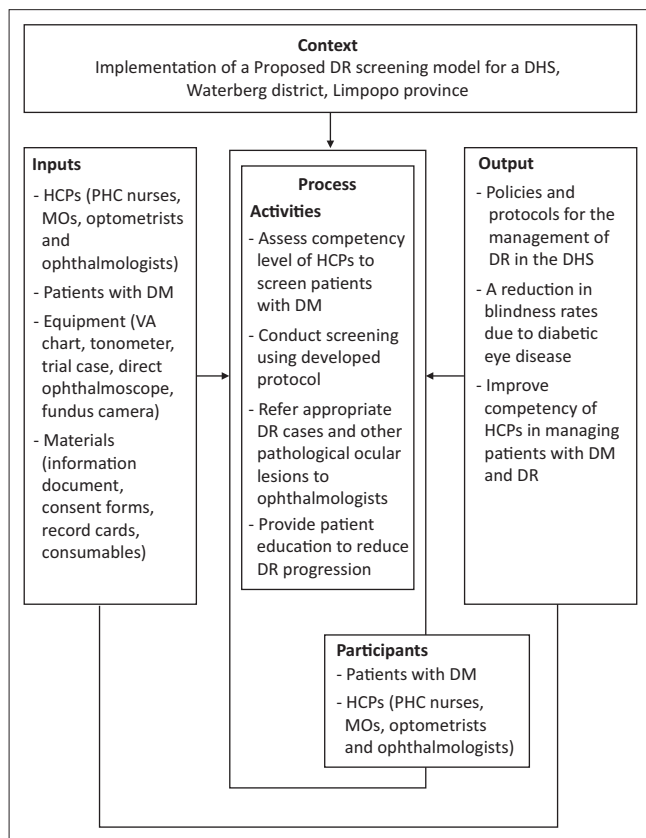 Context
Implementation of a Proposed DR screening model for a DHS,
Waterberg district, Limpopo province
Inputs
- HCPs (PHC nurses,
MOs, optometrists
and
ophthalmologists)
- Patients with DM
- Equipment (VA
chart, tonometer,
trial case, direct
ophthalmoscope,
fundus camera)
- Materials
(information
document,
consent forms,
record cards,
consumables)
Process
Activities
- Assess competency
level of HCPs to
screen patients
with DM
- Conduct screening
using developed
protocol
- Refer appropriate
DR cases and other
pathological ocular
lesions to
ophthalmologists
- Provide patient
education to reduce
DR progression
Output
- Policies and
protocols for the
management of
DR in the DHS
- A reduction in
blindness rates
due to diabetic
eye disease
- Improve
competency of
HCPs in managing
patients with DM
and DR
Participants
- Patients with DM
- HCPs (PHC nurses,
MOs, optometrists
and ophthalmologists)